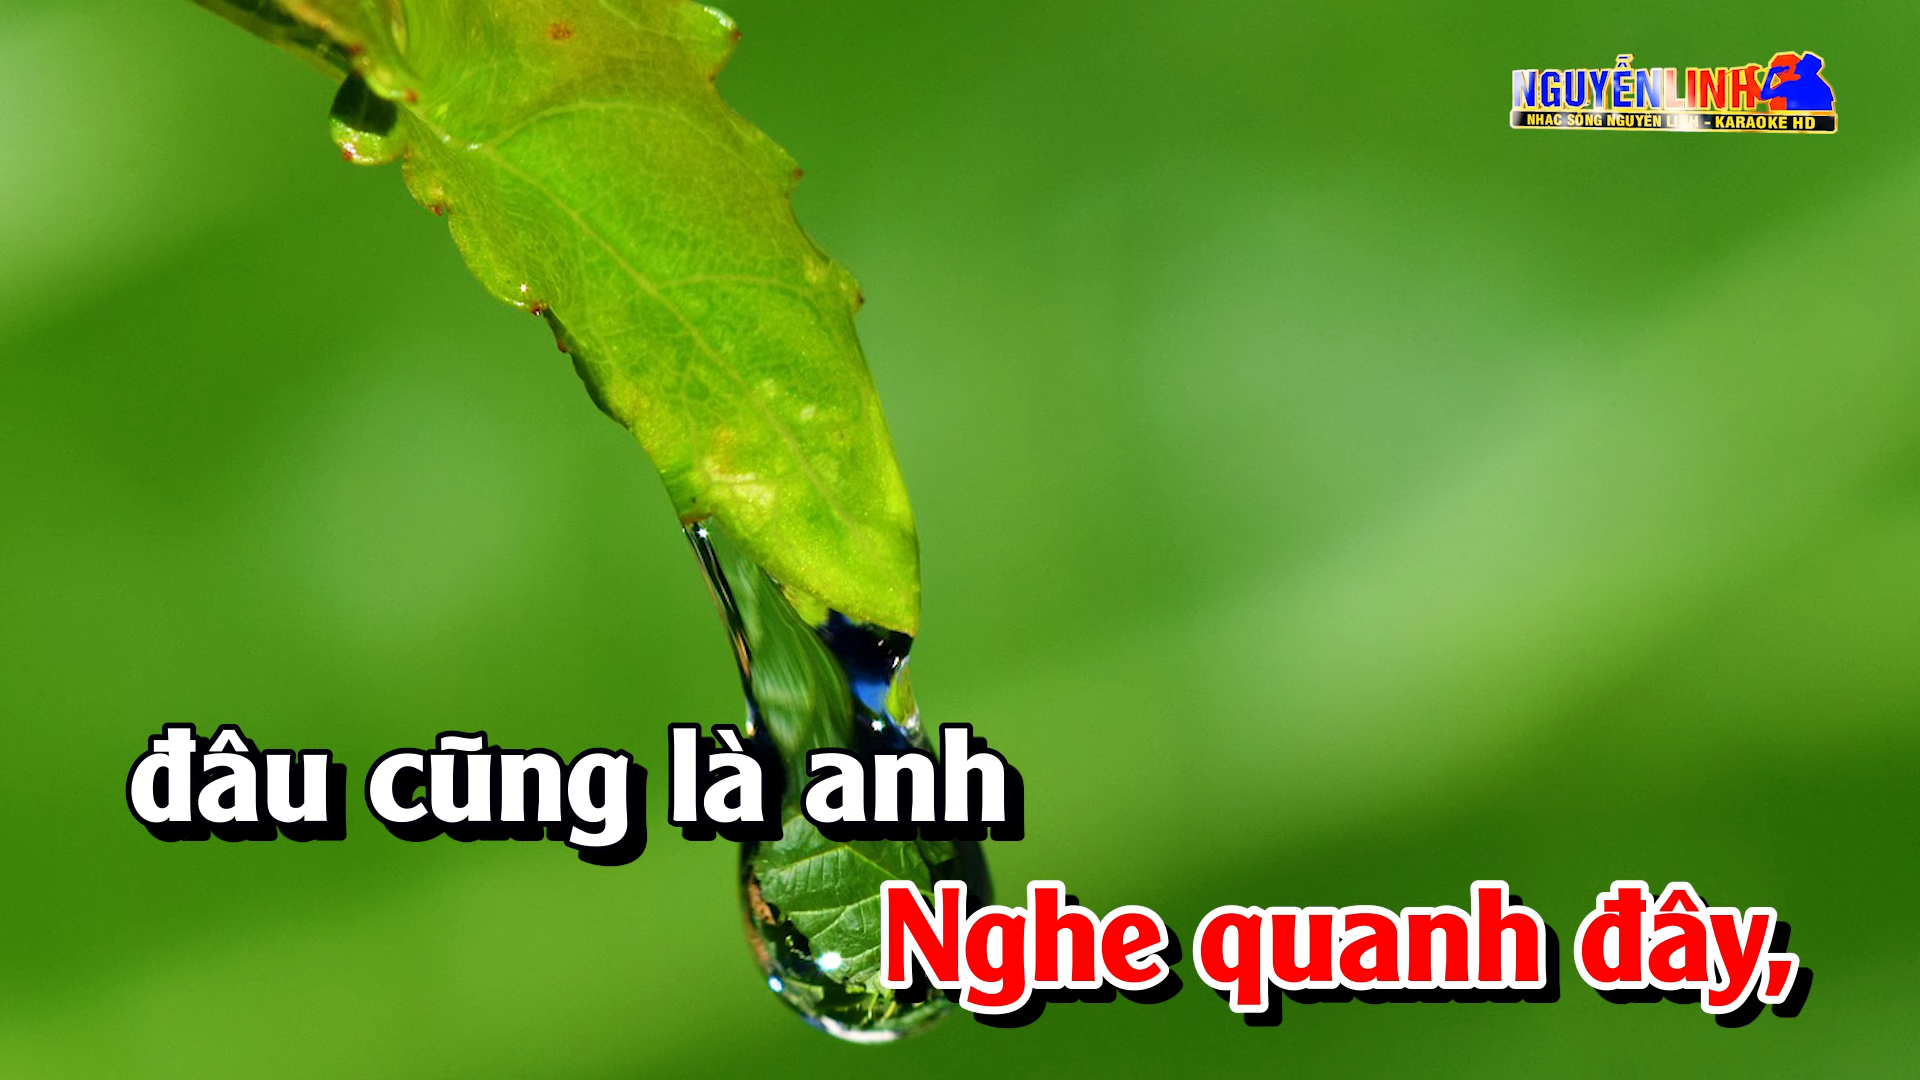 NGUYỄN LINH
NHẠC SỐNG NGUYỄN LINH - KARAOKE HD
đâu cũng là anh
Nghe quanh đây,